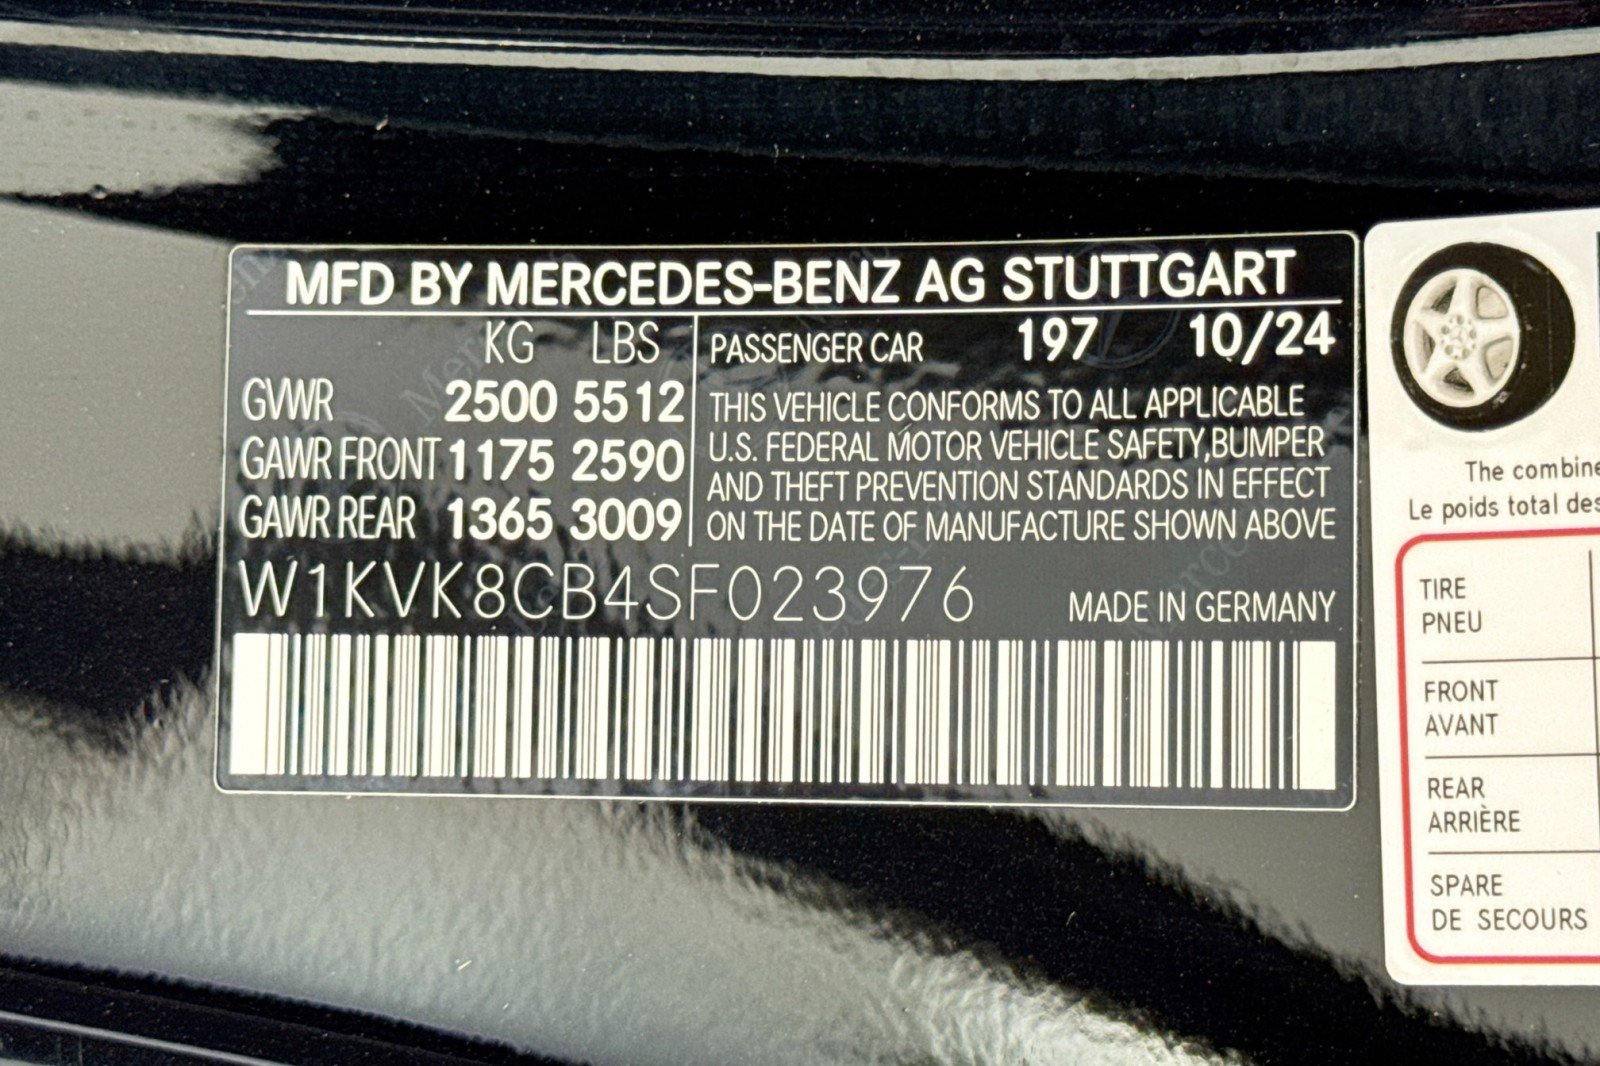 MFD BY MERCEDES-BENZ AG STUTTGART
KG LBS
GVWR 2500 5512
GAWR FRONT 1175 2590
GAWR REAR 1365 3009
PASSENGER CAR 197 10/24
THIS VEHICLE CONFORMS TO ALL APPLICABLE
U.S. FEDERAL MOTOR VEHICLE SAFETY,BUMPER
AND THEFT PREVENTION STANDARDS IN EFFECT
ON THE DATE OF MANUFACTURE SHOWN ABOVE
W1KVK8CB4SF023976
MADE IN GERMANY
The combine
Le poids total des
TIRE
PNEU
FRONT
AVANT
REAR
ARRIÈRE
SPARE
DE SECOURS